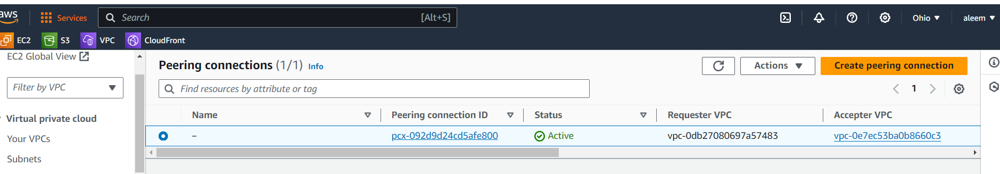 aws Services Search [Alt+S] Ohio ▼ aleem ▼
EC2 S3 VPC CloudFront
EC2 Global View
Peering connections (1/1) Info Actions ▼ Create peering connection
Filter by VPC ▼ Find resources by attribute or tag
1
Virtual private cloud
Name Peering connection ID Status Requester VPC Accepter VPC
Your VPCs
– pcx-092d9d24cd5afe800 Active vpc-0db27080697a57483 vpc-0e7ec53ba0b8660c3
Subnets